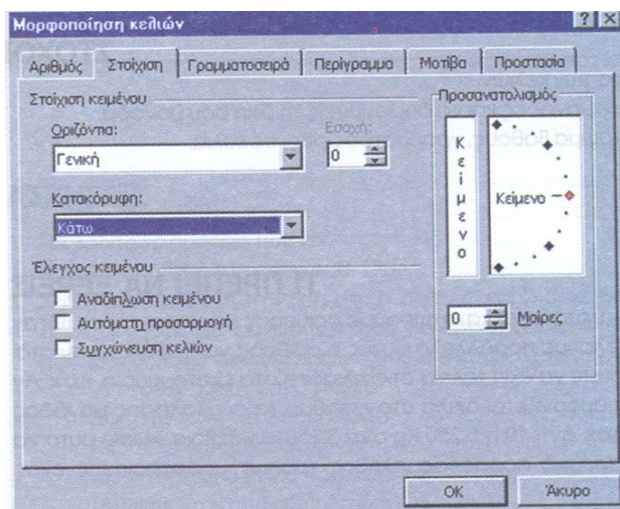 Μορφοποίηση κελιών
Αριθμός Στοίχιση Γραμματοσειρά Περίγραμμα Μοτίβα Προστασία
Στοίχιση κειμένου
Οριζόντια:
Εσοχή:
Γενική
0
Κατακόρυφη:
Κάτω
Έλεγχος κειμένου
Αναδίπλωση κειμένου
Αυτόματη προσαρμογή
Συγχώνευση κελιών
Προσανατολισμός
Κείμενο
Κείμενο
0 Μοίρες
OK Άκυρο